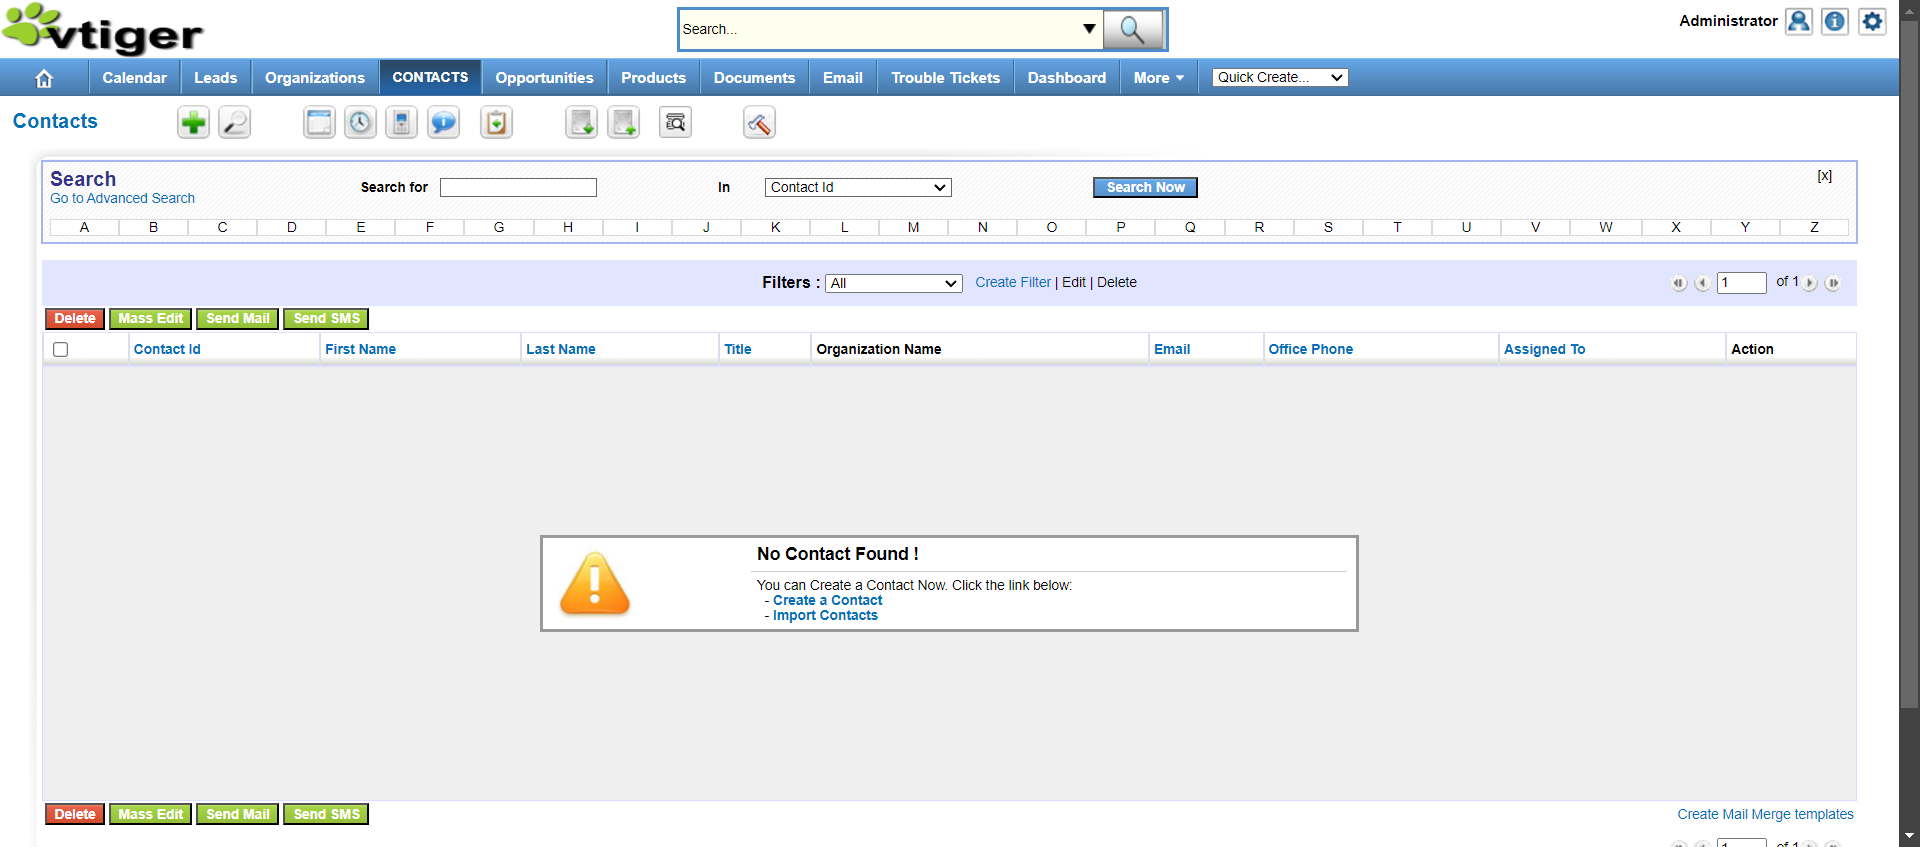 vtiger
Search...
Administrator
Calendar Leads Organizations CONTACTS Opportunities Products Documents Email Trouble Tickets Dashboard More Quick Create...
Contacts
Search
Go to Advanced Search
Search for In Contact Id Search Now [x]
A B C D E F G H I J K L M N O P Q R S T U V W X Y Z
Filters : All Create Filter | Edit | Delete 1 of 1
Delete Mass Edit Send Mail Send SMS
Contact Id First Name Last Name Title Organization Name Email Office Phone Assigned To Action
No Contact Found !
You can Create a Contact Now. Click the link below:
- Create a Contact
- Import Contacts
Delete Mass Edit Send Mail Send SMS Create Mail Merge templates
1 of 1